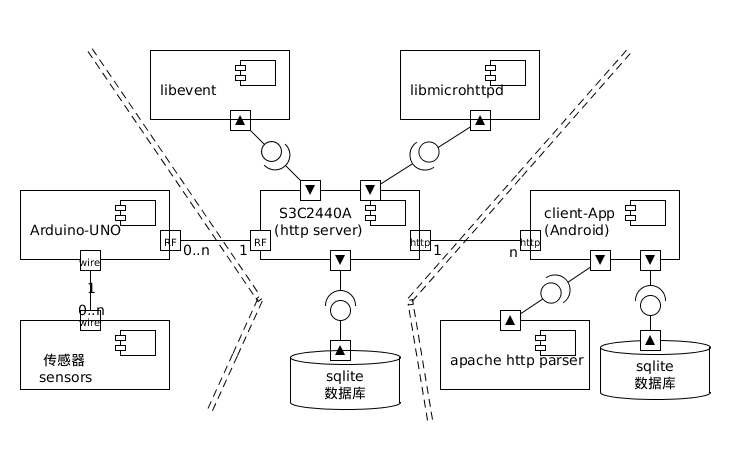 libevent
libmicrohttpd
Arduino-UNO
RF
0..n
1
RF
S3C2440A
(http server)
http
1
n
http
client-App
(Android)
wire
1
0..n
wire
传感器
sensors
sqlite
数据库
apache http parser
sqlite
数据库